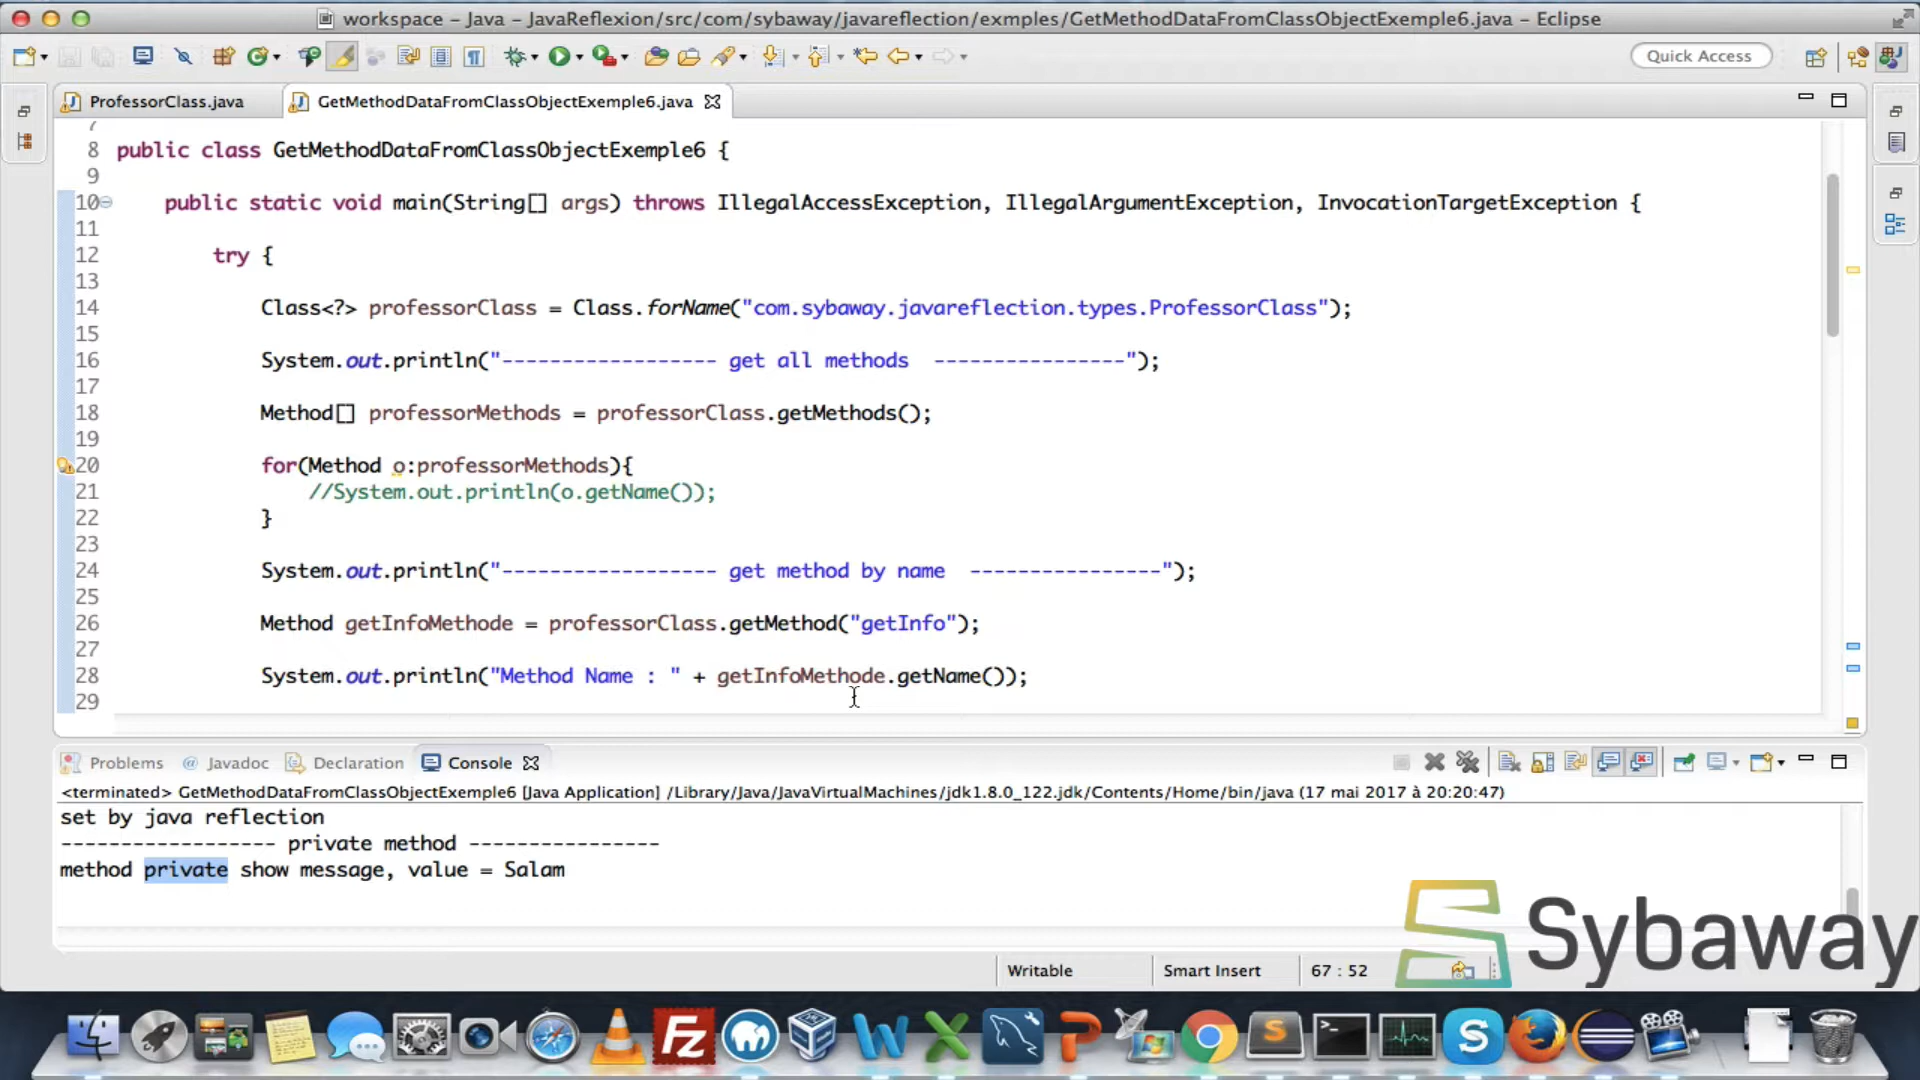 workspace – Java – JavaReflexion/src/com/sybaway/javareflection/exmples/GetMethodDataFromClassObjectExemple6.java – Eclipse
Quick Access
ProfessorClass.java
GetMethodDataFromClassObjectExemple6.java
7
8 public class GetMethodDataFromClassObjectExemple6 {
9
10 public static void main(String[] args) throws IllegalAccessException, IllegalArgumentException, InvocationTargetException {
11
12 try {
13
14 Class<?> professorClass = Class.forName("com.sybaway.javareflection.types.ProfessorClass");
15
16 System.out.println("------------------ get all methods  ----------------");
17
18 Method[] professorMethods = professorClass.getMethods();
19
20 for(Method o:professorMethods){
21 //System.out.println(o.getName());
22 }
23
24 System.out.println("------------------ get method by name  ----------------");
25
26 Method getInfoMethode = professorClass.getMethod("getInfo");
27
28 System.out.println("Method Name : " + getInfoMethode.getName());
29
Problems @ Javadoc Declaration Console
<terminated> GetMethodDataFromClassObjectExemple6 [Java Application] /Library/Java/JavaVirtualMachines/jdk1.8.0_122.jdk/Contents/Home/bin/java (17 mai 2017 à 20:20:47)
set by java reflection
------------------ private method ----------------
method private show message, value = Salam
Sybaway
Writable Smart Insert 67 : 52